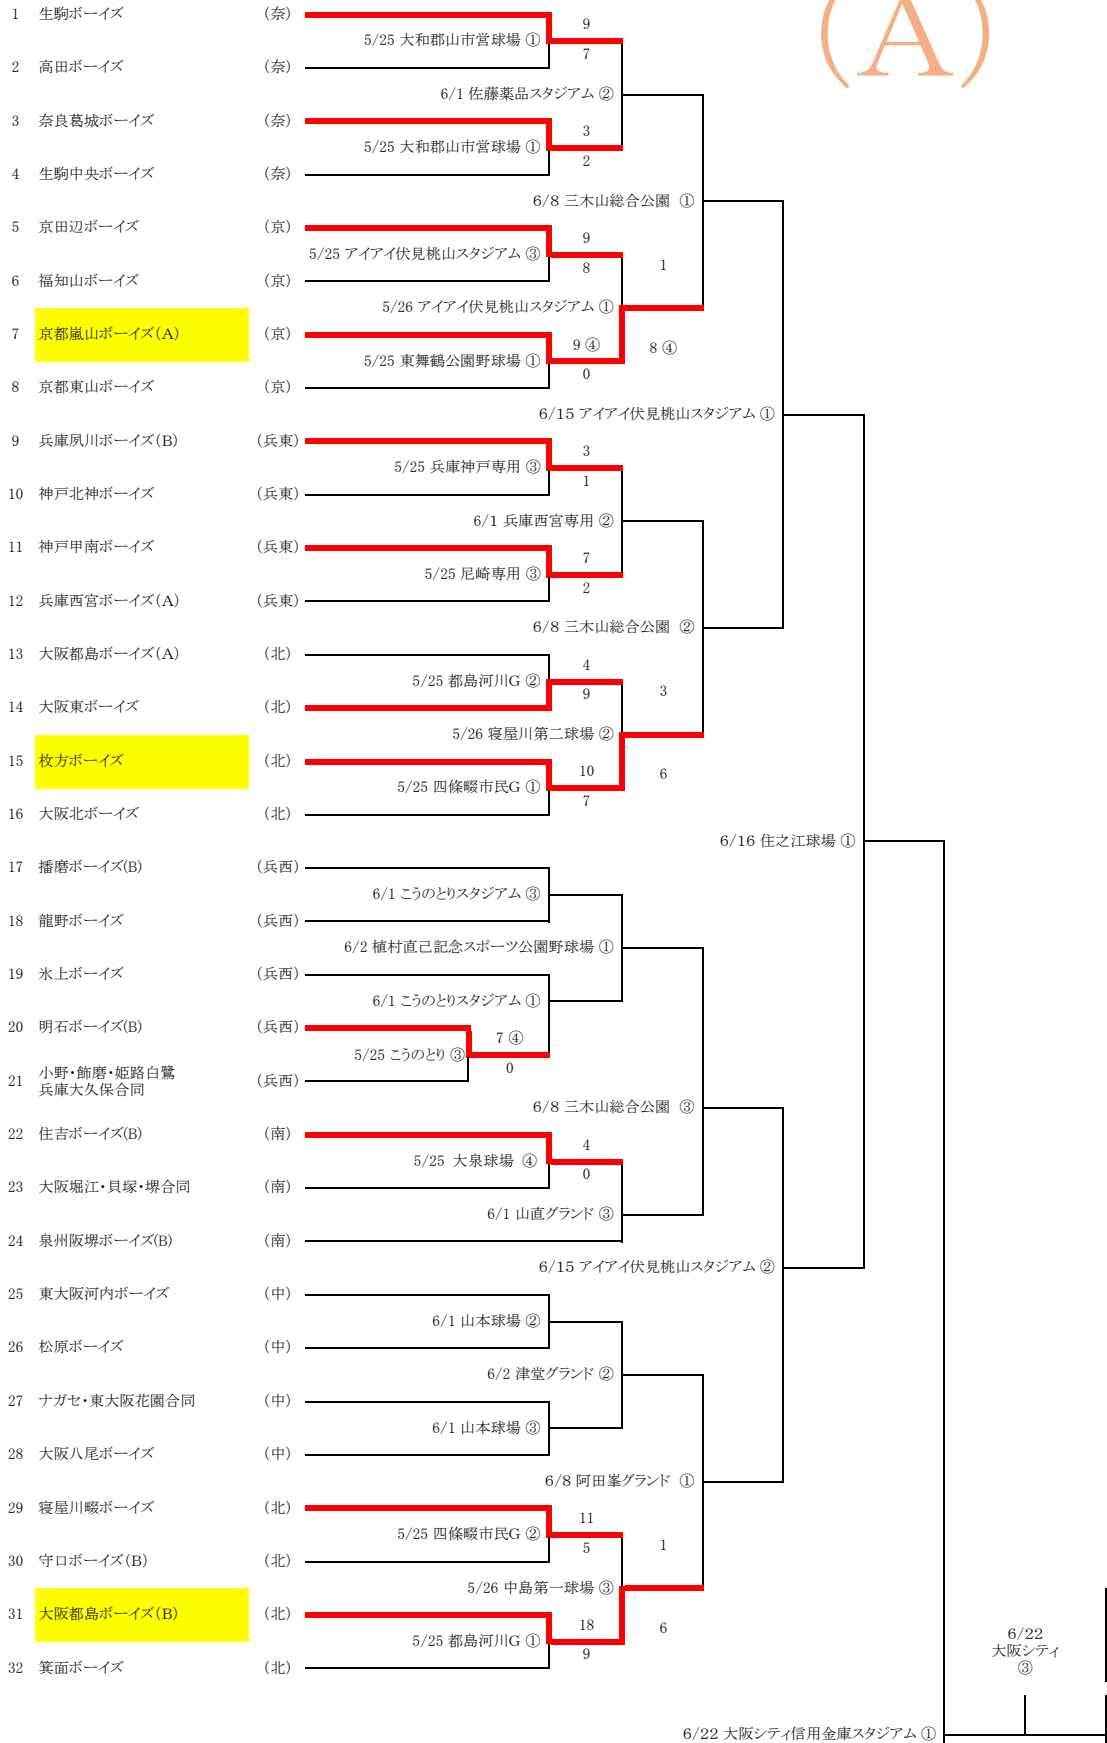 (A)
1 生駒ボーイズ (奈)
9
5/25 大和郡山市営球場 ①
7
2 高田ボーイズ (奈)
6/1 佐藤薬品スタジアム ②
3 奈良葛城ボーイズ (奈)
3
5/25 大和郡山市営球場 ①
2
4 生駒中央ボーイズ (奈)
6/8 三木山総合公園 ①
5 京田辺ボーイズ (京)
9
5/25 アイアイ伏見桃山スタジアム ③
8 1
6 福知山ボーイズ (京)
5/26 アイアイ伏見桃山スタジアム ①
7 京都嵐山ボーイズ(A) (京)
9 ④ 8 ④
5/25 東舞鶴公園野球場 ①
0
8 京都東山ボーイズ (京)
6/15 アイアイ伏見桃山スタジアム ①
9 兵庫夙川ボーイズ(B) (兵東)
3
5/25 兵庫神戸専用 ③
1
10 神戸北神ボーイズ (兵東)
6/1 兵庫西宮専用 ②
11 神戸甲南ボーイズ (兵東)
7
5/25 尼崎専用 ③
2
12 兵庫西宮ボーイズ(A) (兵東)
6/8 三木山総合公園 ②
13 大阪都島ボーイズ(A) (北)
4
5/25 都島河川G ②
9 3
14 大阪東ボーイズ (北)
5/26 寝屋川第二球場 ②
15 枚方ボーイズ (北)
10 6
5/25 四條畷市民G ①
7
16 大阪北ボーイズ (北)
6/16 住之江球場 ①
17 播磨ボーイズ(B) (兵西)
6/1 こうのとりスタジアム ③
18 龍野ボーイズ (兵西)
6/2 植村直己記念スポーツ公園野球場 ①
19 氷上ボーイズ (兵西)
6/1 こうのとりスタジアム ①
20 明石ボーイズ(B) (兵西)
7 ④
5/25 こうのとり ③
0
21 小野・飾磨・姫路白鷺
兵庫大久保合同 (兵西)
6/8 三木山総合公園 ③
22 住吉ボーイズ(B) (南)
4
5/25 大泉球場 ④
0
23 大阪堀江・貝塚・堺合同 (南)
6/1 山直グランド ③
24 泉州阪堺ボーイズ(B) (南)
6/15 アイアイ伏見桃山スタジアム ②
25 東大阪河内ボーイズ (中)
6/1 山本球場 ②
26 松原ボーイズ (中)
6/2 津堂グランド ②
27 ナガセ・東大阪花園合同 (中)
6/1 山本球場 ③
28 大阪八尾ボーイズ (中)
6/8 阿田峯グランド ①
29 寝屋川畷ボーイズ (北)
11
5/25 四條畷市民G ②
5 1
30 守口ボーイズ(B) (北)
5/26 中島第一球場 ③
31 大阪都島ボーイズ(B) (北)
18 6
5/25 都島河川G ①
9
32 箕面ボーイズ (北)
6/22
大阪シティ
③
6/22 大阪シティ信用金庫スタジアム ①